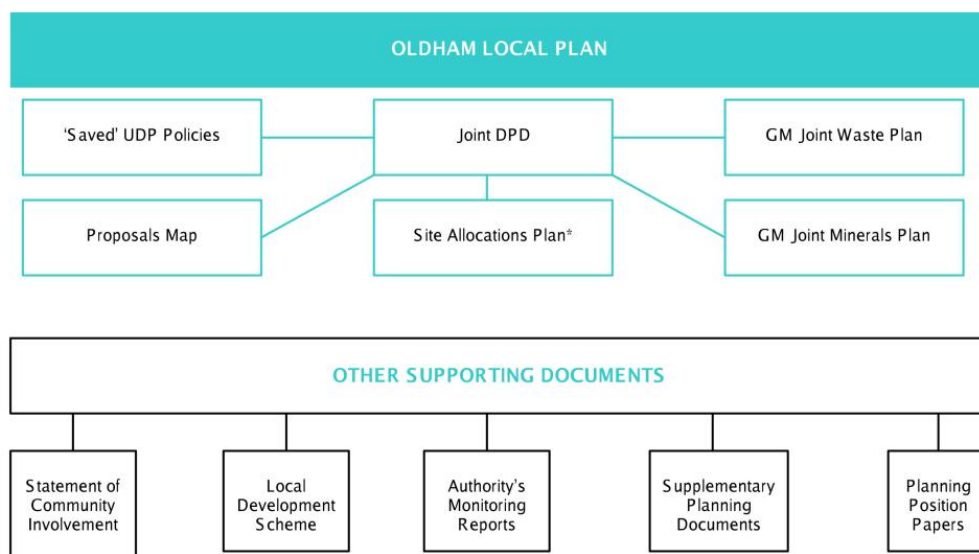 OLDHAM LOCAL PLAN
‘Saved’ UDP Policies
Joint DPD
GM Joint Waste Plan
Proposals Map
Site Allocations Plan*
GM Joint Minerals Plan
OTHER SUPPORTING DOCUMENTS
Statement of
Community
Involvement
Local
Development
Scheme
Authority’s
Monitoring
Reports
Supplementary
Planning
Documents
Planning
Position
Papers